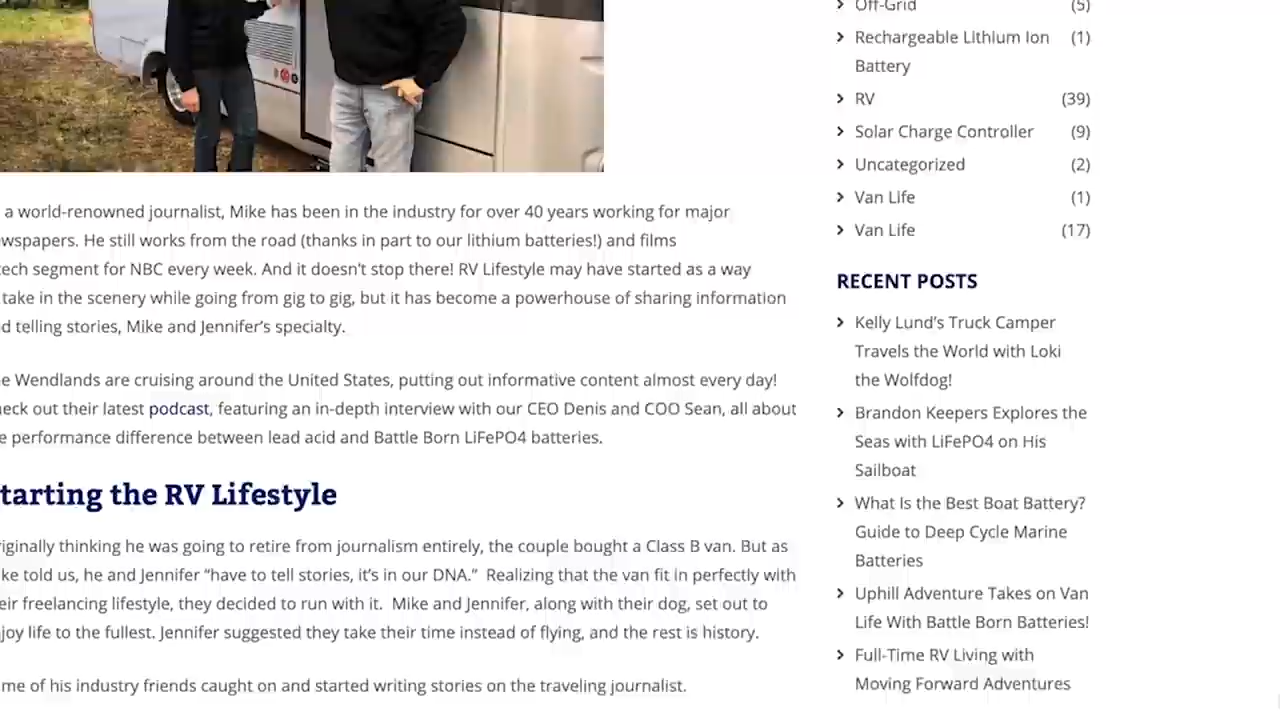 a world-renowned journalist, Mike has been in the industry for over 40 years working for major
wspapers. He still works from the road (thanks in part to our lithium batteries!) and films
tech segment for NBC every week. And it doesn't stop there! RV Lifestyle may have started as a way
take in the scenery while going from gig to gig, but it has become a powerhouse of sharing information
d telling stories, Mike and Jennifer's specialty.
e Wendlands are cruising around the United States, putting out informative content almost every day!
eck out their latest podcast, featuring an in-depth interview with our CEO Denis and COO Sean, all about
e performance difference between lead acid and Battle Born LiFePO4 batteries.
tarting the RV Lifestyle
iginally thinking he was going to retire from journalism entirely, the couple bought a Class B van. But as
ke told us, he and Jennifer “have to tell stories, it’s in our DNA.” Realizing that the van fit in perfectly with
eir freelancing lifestyle, they decided to run with it. Mike and Jennifer, along with their dog, set out to
joy life to the fullest. Jennifer suggested they take their time instead of flying, and the rest is history.
me of his industry friends caught on and started writing stories on the traveling journalist.
Off-Grid (5)
Rechargeable Lithium Ion (1)
Battery
RV (39)
Solar Charge Controller (9)
Uncategorized (2)
Van Life (1)
Van Life (17)
RECENT POSTS
Kelly Lund's Truck Camper
Travels the World with Loki
the Wolfdog!
Brandon Keepers Explores the
Seas with LiFePO4 on His
Sailboat
What Is the Best Boat Battery?
Guide to Deep Cycle Marine
Batteries
Uphill Adventure Takes on Van
Life With Battle Born Batteries!
Full-Time RV Living with
Moving Forward Adventures